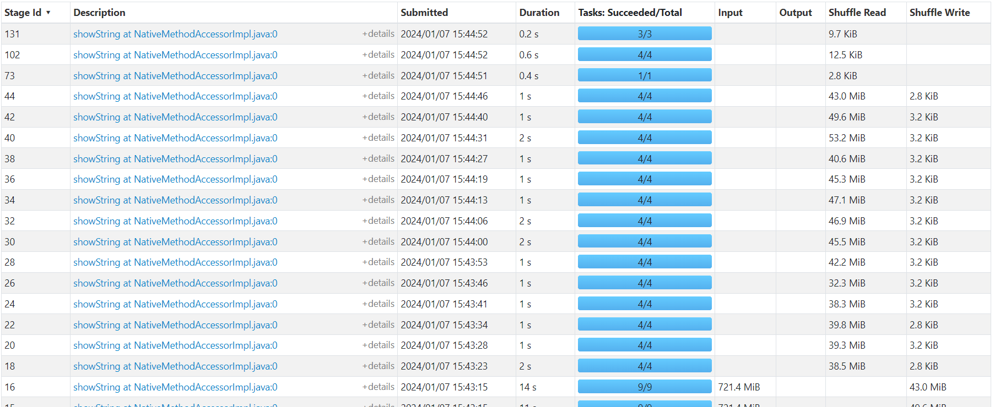 Stage Id ▾ Description Submitted Duration Tasks: Succeeded/Total Input Output Shuffle Read Shuffle Write
131 showString at NativeMethodAccessorImpl.java:0 +details 2024/01/07 15:44:52 0.2 s 3/3 9.7 KiB
102 showString at NativeMethodAccessorImpl.java:0 +details 2024/01/07 15:44:52 0.6 s 4/4 12.5 KiB
73 showString at NativeMethodAccessorImpl.java:0 +details 2024/01/07 15:44:51 0.4 s 1/1 2.8 KiB
44 showString at NativeMethodAccessorImpl.java:0 +details 2024/01/07 15:44:46 1 s 4/4 43.0 MiB 2.8 KiB
42 showString at NativeMethodAccessorImpl.java:0 +details 2024/01/07 15:44:40 1 s 4/4 49.6 MiB 3.2 KiB
40 showString at NativeMethodAccessorImpl.java:0 +details 2024/01/07 15:44:31 2 s 4/4 53.2 MiB 3.2 KiB
38 showString at NativeMethodAccessorImpl.java:0 +details 2024/01/07 15:44:27 1 s 4/4 40.6 MiB 3.2 KiB
36 showString at NativeMethodAccessorImpl.java:0 +details 2024/01/07 15:44:19 1 s 4/4 45.3 MiB 3.2 KiB
34 showString at NativeMethodAccessorImpl.java:0 +details 2024/01/07 15:44:13 1 s 4/4 47.1 MiB 3.2 KiB
32 showString at NativeMethodAccessorImpl.java:0 +details 2024/01/07 15:44:06 2 s 4/4 46.9 MiB 3.2 KiB
30 showString at NativeMethodAccessorImpl.java:0 +details 2024/01/07 15:44:00 2 s 4/4 45.5 MiB 3.2 KiB
28 showString at NativeMethodAccessorImpl.java:0 +details 2024/01/07 15:43:53 1 s 4/4 42.2 MiB 3.2 KiB
26 showString at NativeMethodAccessorImpl.java:0 +details 2024/01/07 15:43:46 1 s 4/4 32.3 MiB 3.2 KiB
24 showString at NativeMethodAccessorImpl.java:0 +details 2024/01/07 15:43:41 1 s 4/4 38.3 MiB 3.2 KiB
22 showString at NativeMethodAccessorImpl.java:0 +details 2024/01/07 15:43:34 1 s 4/4 39.8 MiB 2.8 KiB
20 showString at NativeMethodAccessorImpl.java:0 +details 2024/01/07 15:43:28 1 s 4/4 39.3 MiB 3.2 KiB
18 showString at NativeMethodAccessorImpl.java:0 +details 2024/01/07 15:43:23 2 s 4/4 38.5 MiB 2.8 KiB
16 showString at NativeMethodAccessorImpl.java:0 +details 2024/01/07 15:43:15 14 s 9/9 721.4 MiB 43.0 MiB